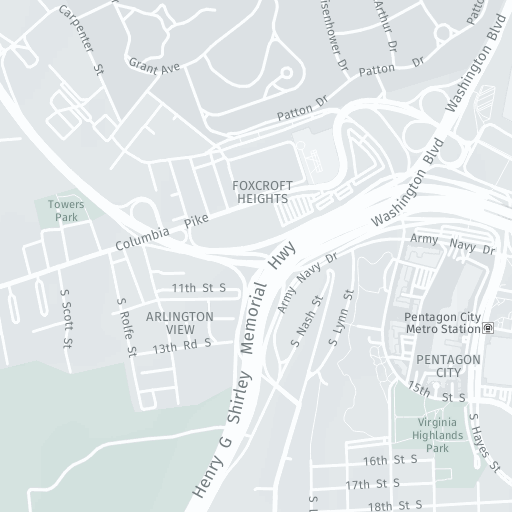 Carpenter St
Grant Ave
Eisenhower Dr
Arthur Dr
Patton
Patton Dr
Patton Dr
Washington Blvd
Washington Blvd
FOXCROFT
HEIGHTS
Towers
Park
Columbia Pike
Army Navy Dr
Army Navy Dr
Henry G Shirley Memorial Hwy
11th St S
S Scott St
S Rolfe St
ARLINGTON
VIEW
13th Rd S
S Nash St
S Lynn St
Pentagon City
Metro Station
PENTAGON
CITY
15th St S
Virginia
Highlands
Park
S Hayes St
16th St S
17th St S
18th St S